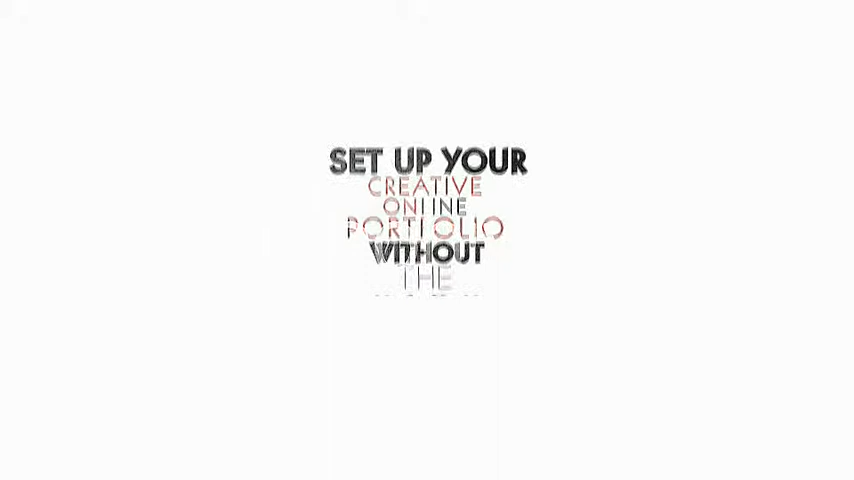 SET UP YOUR
CREATIVE
ONLINE
PORTFOLIO
WITHOUT
THE